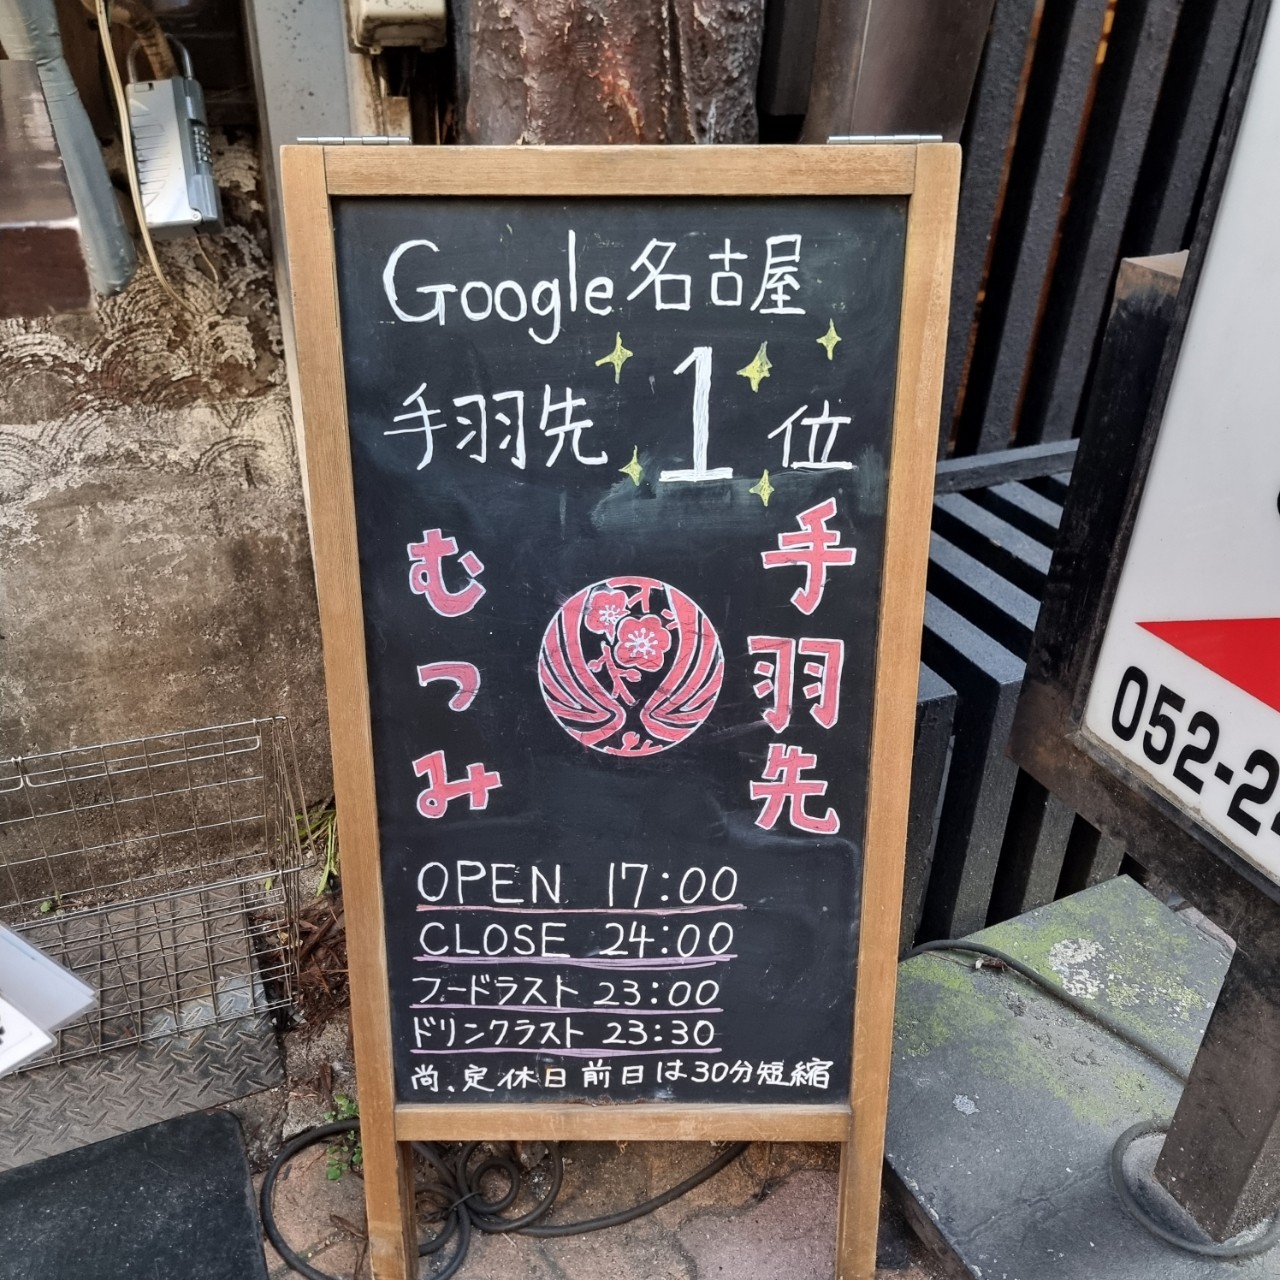 Google名古屋
手羽先 1位
手羽先
むつみ
OPEN 17:00
CLOSE 24:00
フードラスト 23:00
ドリンクラスト 23:30
尚、定休日前日は30分短縮
052-2